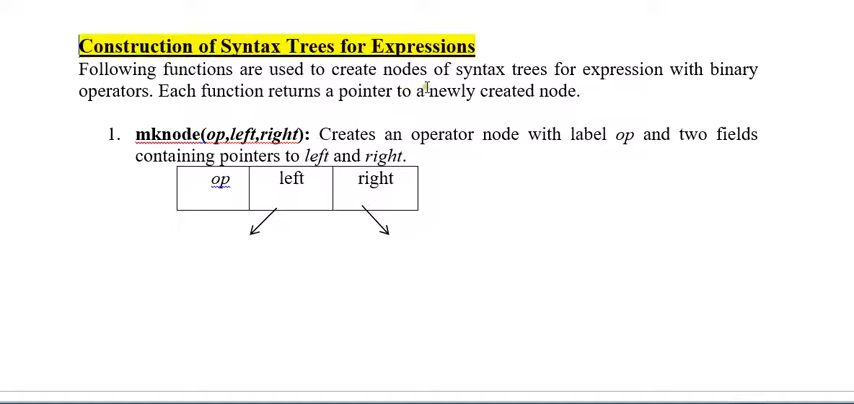 Construction of Syntax Trees for Expressions
Following functions are used to create nodes of syntax trees for expression with binary
operators. Each function returns a pointer to a newly created node.
1. mknode(op,left,right): Creates an operator node with label op and two fields
containing pointers to left and right.
op left right